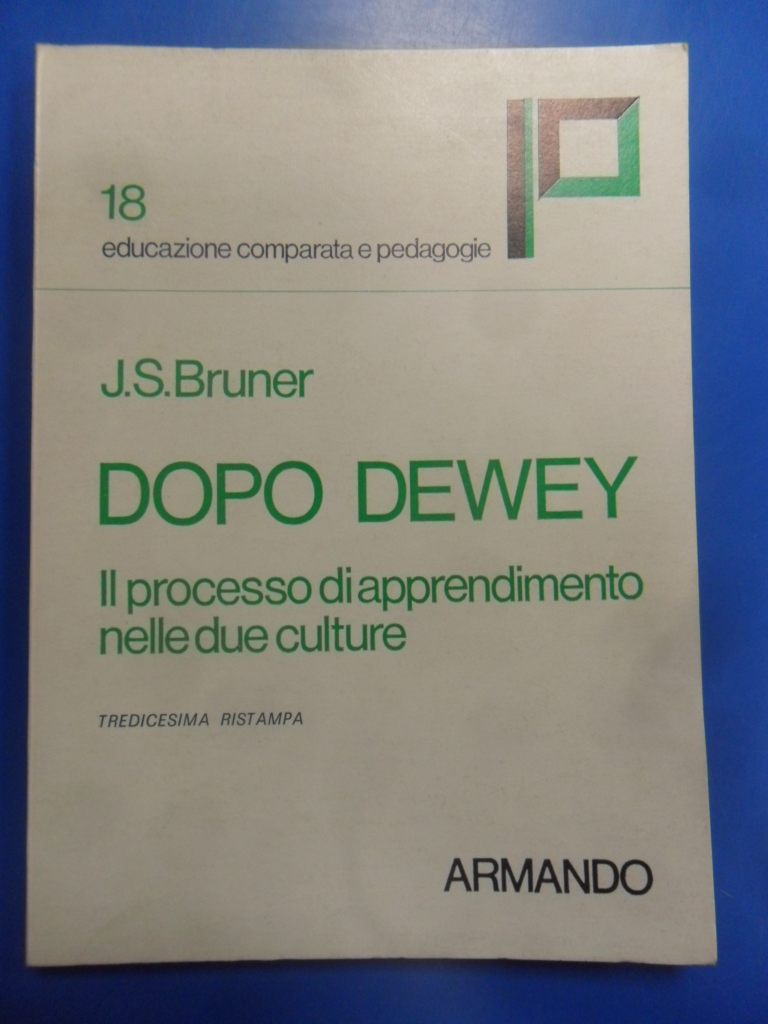 18
educazione comparata e pedagogie
J.S.Bruner
DOPO DEWEY
Il processo di apprendimento
nelle due culture
TREDICESIMA RISTAMPA
ARMANDO